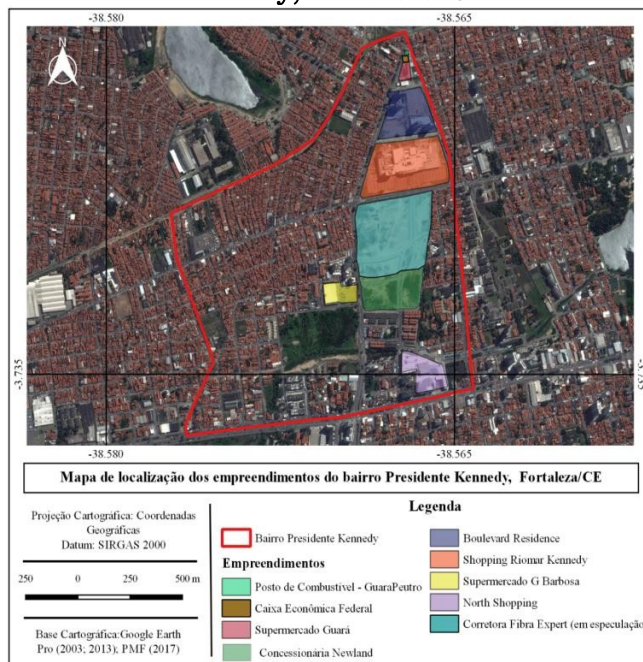 -38.580
-38.565
N
-3.735
-3.735
-38.580
-38.565
Mapa de localização dos empreendimentos do bairro Presidente Kennedy, Fortaleza/CE
Projeção Cartográfica: Coordenadas
Geográficas
Datum: SIRGAS 2000
250 0 250 500 m
Base Cartográfica:Google Earth
Pro (2003; 2013); PMF (2017)
Legenda
Bairro Presidente Kennedy
Empreendimentos
Posto de Combustível - GuaraPeutro
Caixa Econômica Federal
Supermercado Guará
Concessionária Newland
Boulevard Residence
Shopping Riomar Kennedy
Supermercado G Barbosa
North Shopping
Corretora Fibra Expert (em especulação